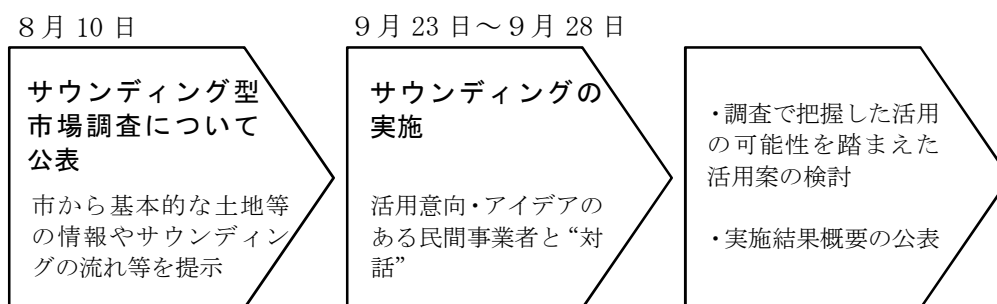 ８月 10 日
サウンディング型
市場調査について
公表
市から基本的な土地等
の情報やサウンディン
グの流れ等を提示
９月 23 日～９月 28 日
サウンディングの
実施
活用意向・アイデアの
ある民間事業者と“対
話”
・調査で把握した活用
の可能性を踏まえた
活用案の検討
・実施結果概要の公表